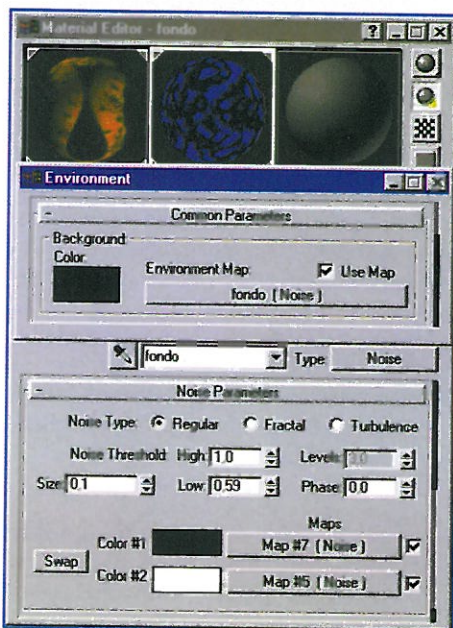 Material Editor - fondo
Environment
Common Parameters
Background:
Color:
Environment Map:
Use Map
fondo ( Noise )
fondo
Type:
Noise
Noise Parameters
Noise Type:
Regular
Fractal
Turbulence
Noise Threshold:
High: 1.0
Levels: 3.0
Size: 0.1
Low: 0.59
Phase: 0.0
Maps
Color #1
Map #7 ( Noise )
Swap
Color #2
Map #5 ( Noise )